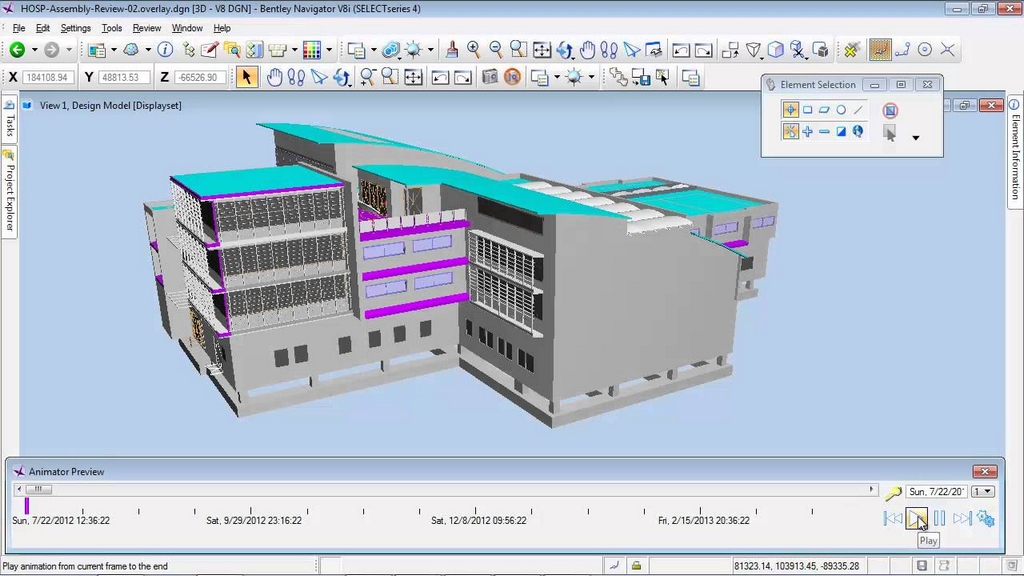 HOSP-Assembly-Review-02.overlay.dgn [3D - V8 DGN] - Bentley Navigator V8i (SELECTseries 4)
File Edit Settings Tools Review Window Help
X 184108.94 Y 48813.53 Z -66526.90
Element Selection
View 1, Design Model [Displayset]
Tasks
Project Explorer
Element Information
Animator Preview
Sun, 7/22/20
1
Sun, 7/22/2012 12:36:22 Sat, 9/29/2012 23:16:22 Sat, 12/8/2012 09:56:22 Fri, 2/15/2013 20:36:22
Play
Play animation from current frame to the end
81323.14, 103913.45, -89335.28